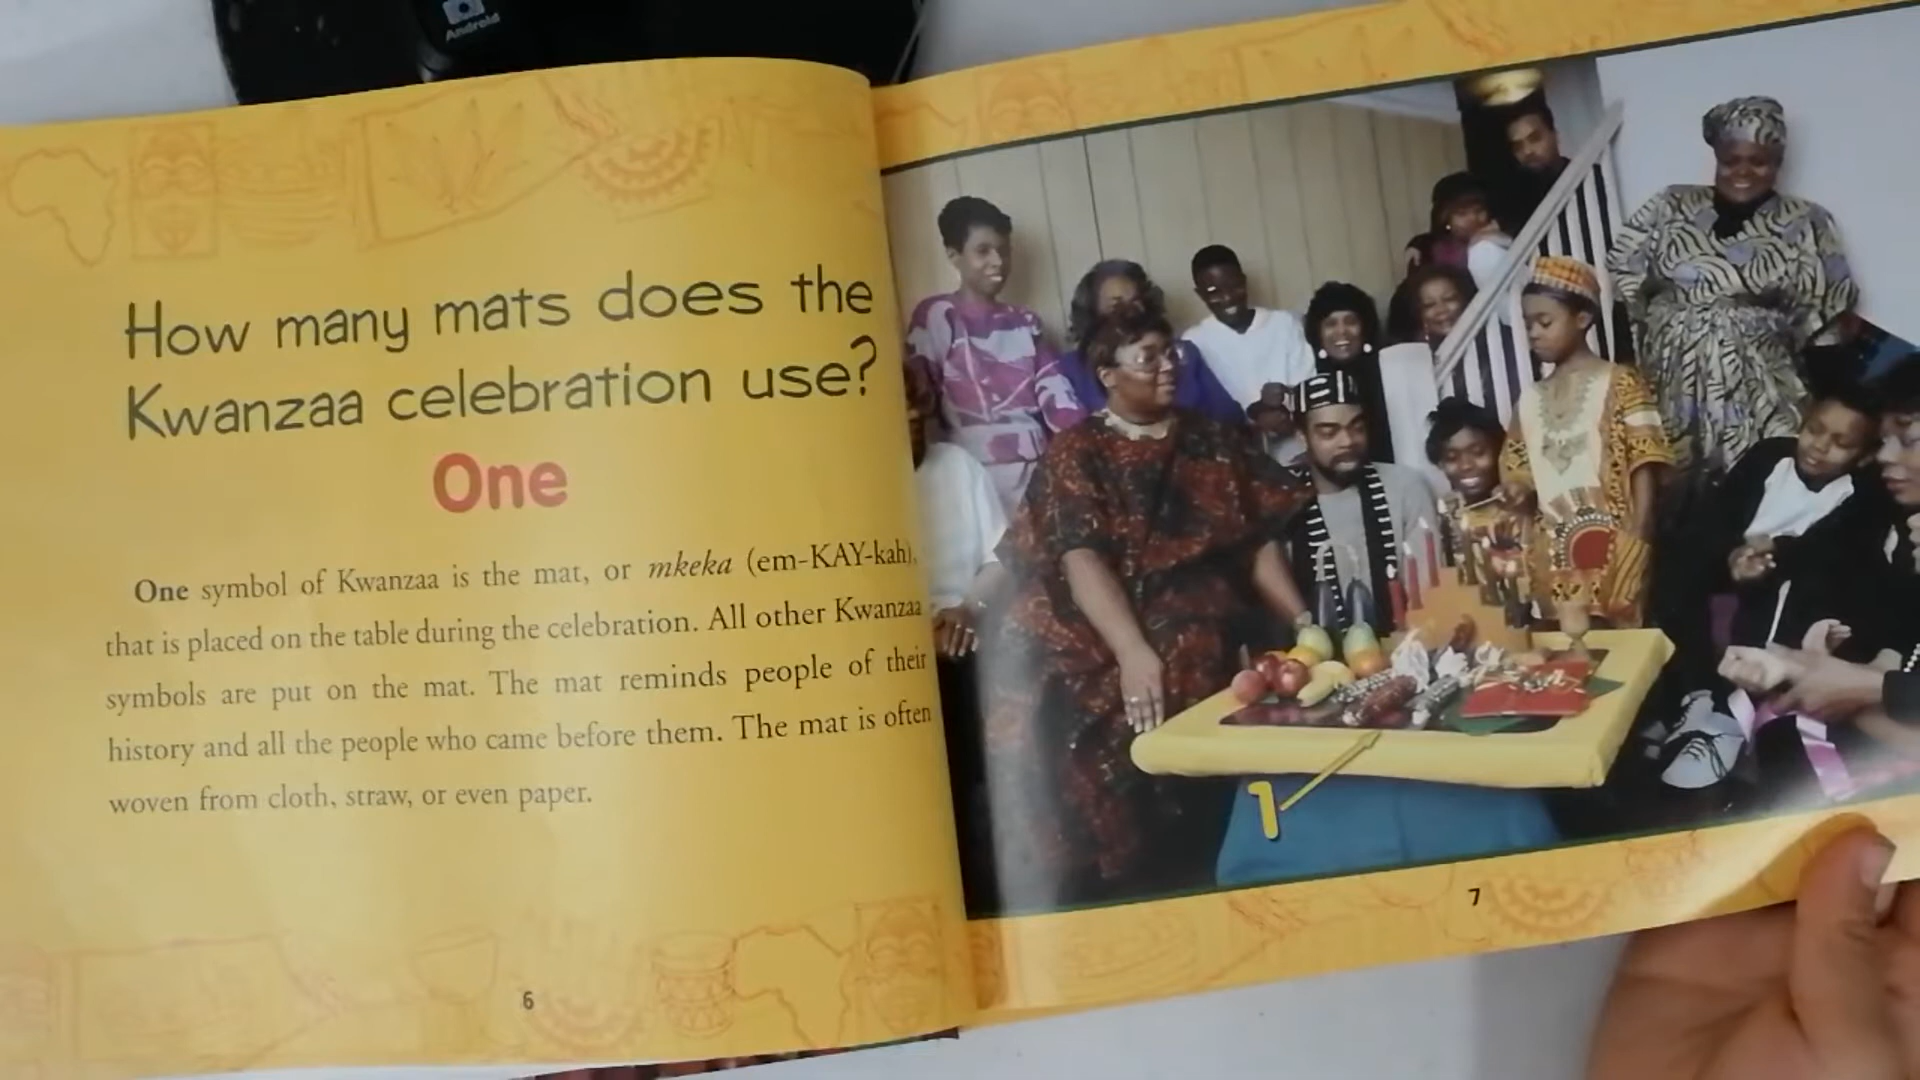 Android
How many mats does the
Kwanzaa celebration use?
One
One symbol of Kwanzaa is the mat, or mkeka (em-KAY-kah),
that is placed on the table during the celebration. All other Kwanzaa
symbols are put on the mat. The mat reminds people of their
history and all the people who came before them. The mat is often
woven from cloth, straw, or even paper.
6
1
7